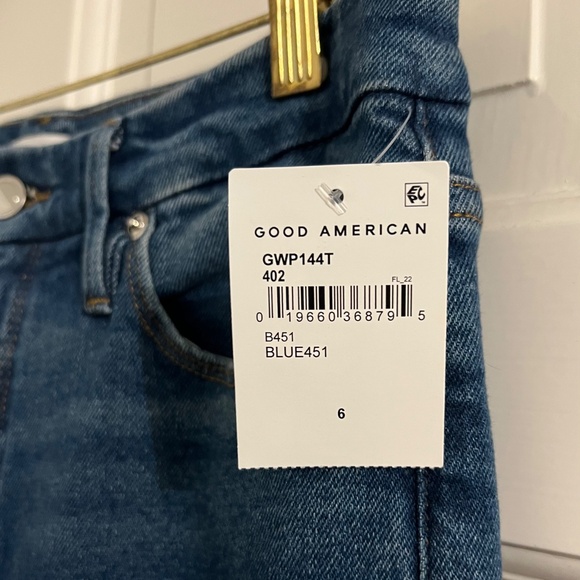 GOOD AMERICAN
GWP144T
402
FL_22
0 19660 36879 5
B451
BLUE451
6